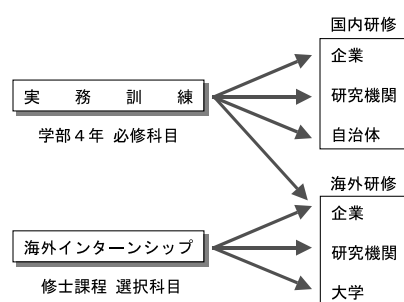 国内研修
企業
実務訓練
研究機関
学部4年 必修科目
自治体
海外研修
企業
海外インターンシップ
研究機関
修士課程 選択科目
大学